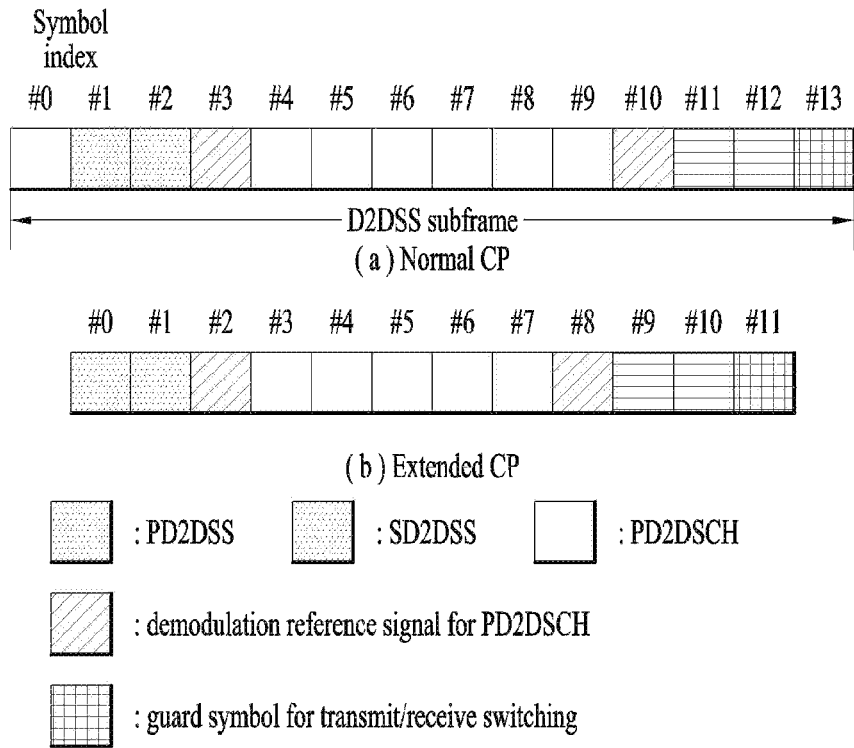 Symbol
index
#0 #1 #2 #3 #4 #5 #6 #7 #8 #9 #10 #11 #12 #13
D2DSS subframe
( a ) Normal CP
#0 #1 #2 #3 #4 #5 #6 #7 #8 #9 #10 #11
( b ) Extended CP
: PD2DSS : SD2DSS : PD2DSCH
: demodulation reference signal for PD2DSCH
: guard symbol for transmit/receive switching